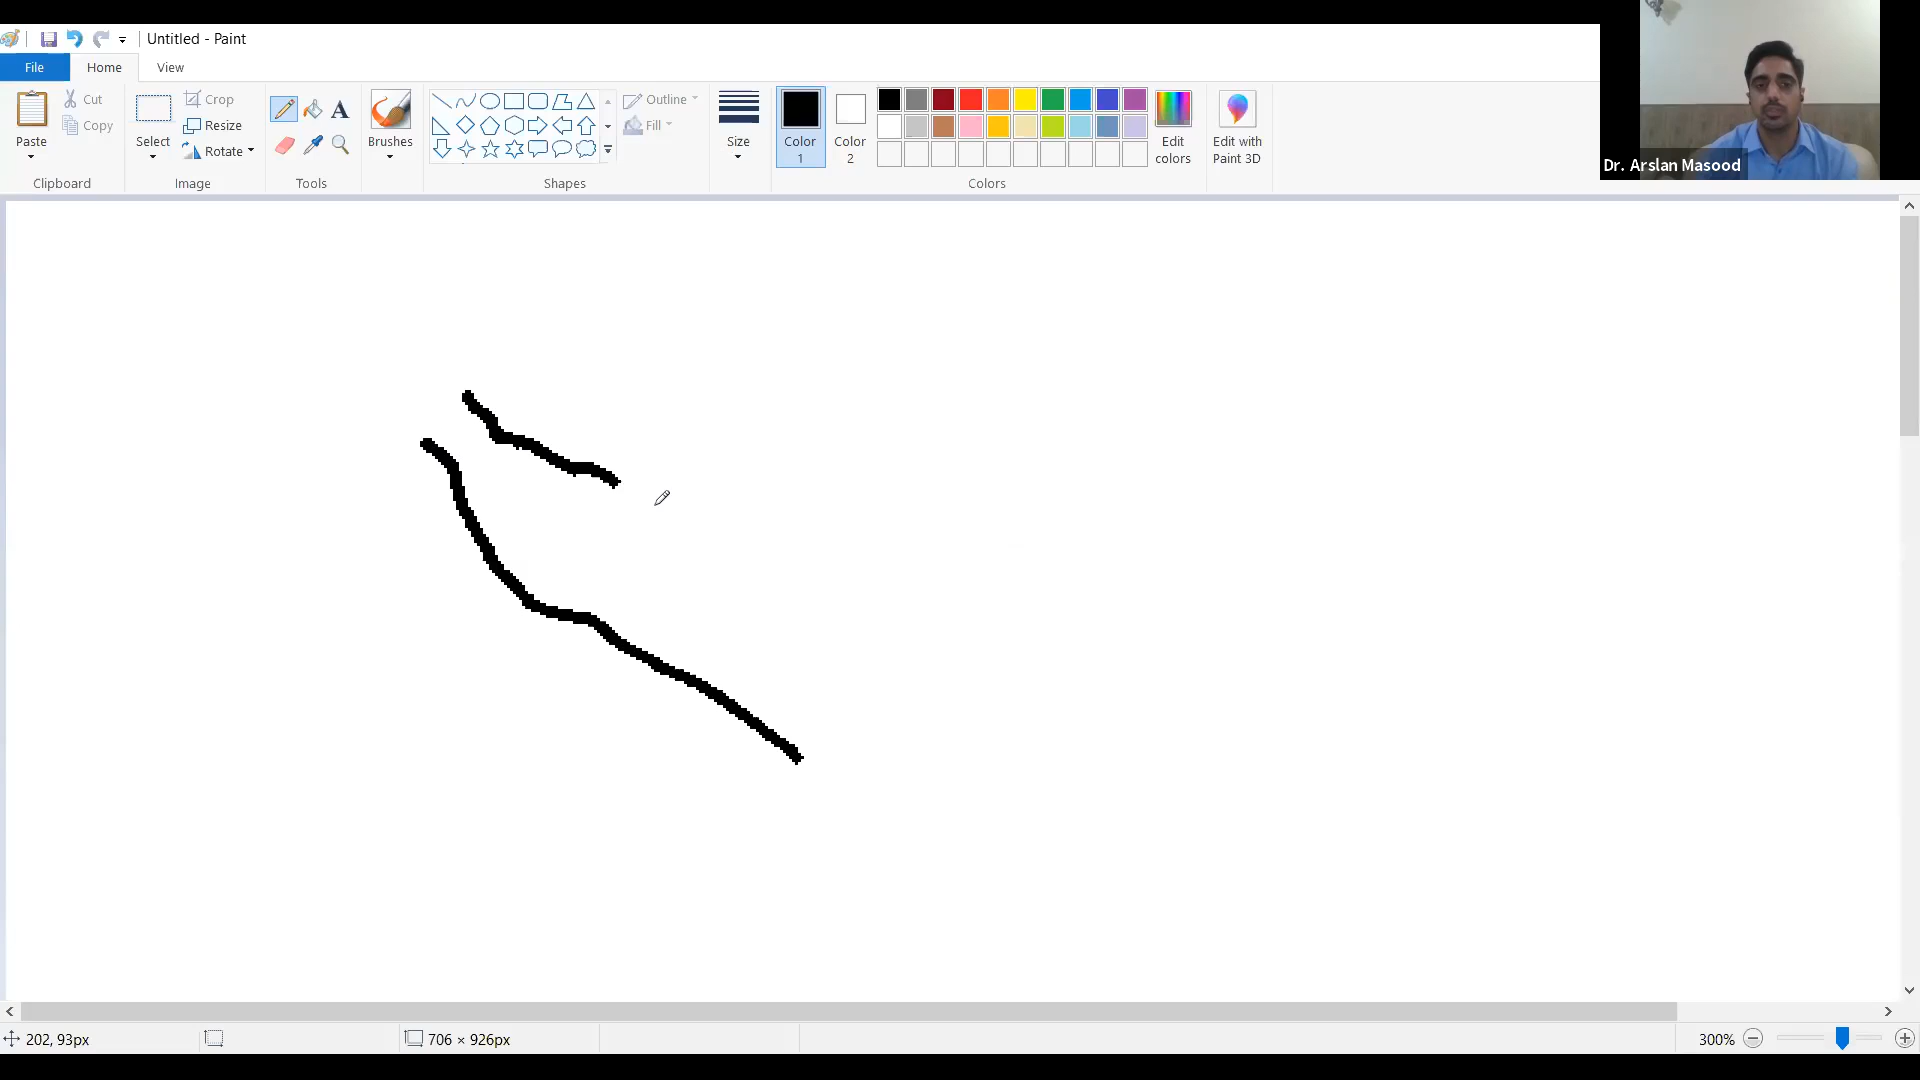 Untitled - Paint
File Home View
Cut
Copy
Paste
Clipboard
Crop
Resize
Rotate
Select
Image
A
Tools
Brushes
Shapes
Outline
Fill
Size
Color 1
Color 2
Colors
Edit colors
Edit with Paint 3D
Dr. Arslan Masood
202, 93px
706 × 926px
300%